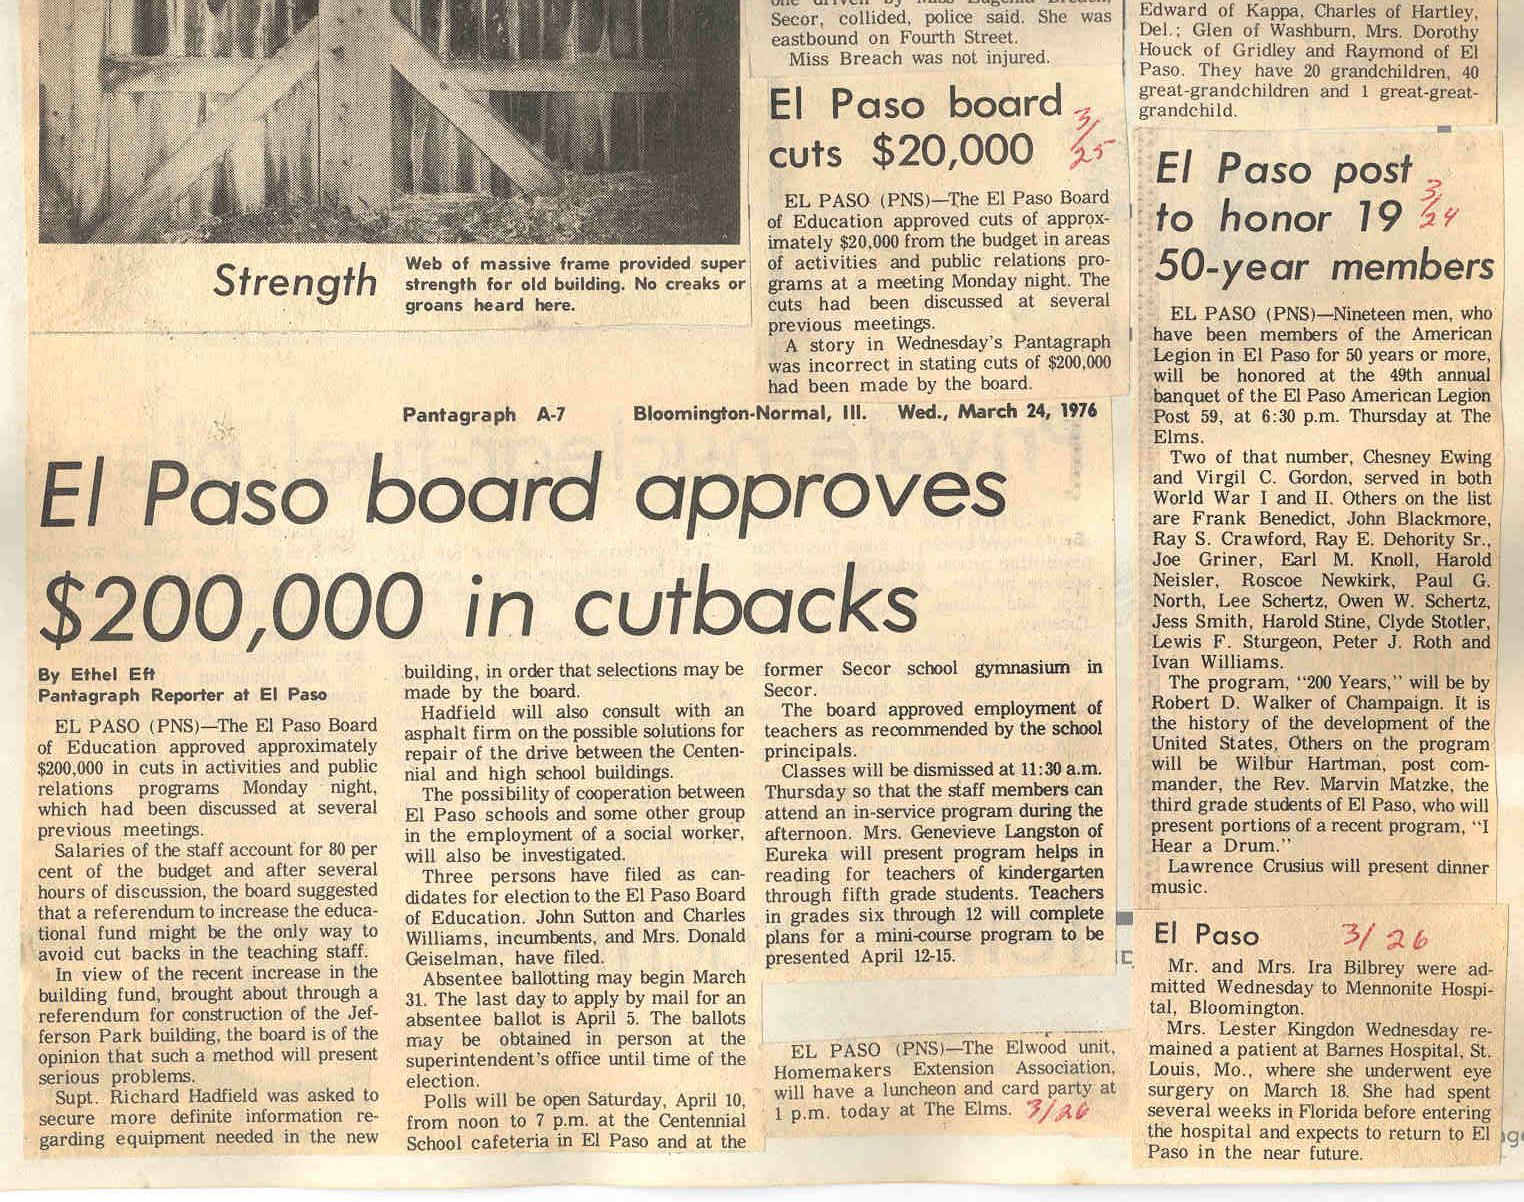 Secor, collided, police said. She was
eastbound on Fourth Street.
Miss Breach was not injured.
Edward of Kappa, Charles of Hartley,
Del.; Glen of Washburn, Mrs. Dorothy
Houck of Gridley and Raymond of El
Paso. They have 20 grandchildren, 40
great-grandchildren and 1 great-great-
grandchild.
Strength
Web of massive frame provided super
strength for old building. No creaks or
groans heard here.
El Paso board
cuts $20,000
3/25
EL PASO (PNS)—The El Paso Board
of Education approved cuts of approx-
imately $20,000 from the budget in areas
of activities and public relations pro-
grams at a meeting Monday night. The
cuts had been discussed at several
previous meetings.
A story in Wednesday's Pantagraph
was incorrect in stating cuts of $200,000
had been made by the board.
El Paso post
to honor 19
50-year members
3/24
EL PASO (PNS)—Nineteen men, who
have been members of the American
Legion in El Paso for 50 years or more,
will be honored at the 49th annual
banquet of the El Paso American Legion
Post 59, at 6:30 p.m. Thursday at The
Elms.
Two of that number, Chesney Ewing
and Virgil C. Gordon, served in both
World War I and II. Others on the list
are Frank Benedict, John Blackmore,
Ray S. Crawford, Ray E. Dehority Sr.,
Joe Griner, Earl M. Knoll, Harold
Neisler, Roscoe Newkirk, Paul G.
North, Lee Schertz, Owen W. Schertz,
Jess Smith, Harold Stine, Clyde Stotler,
Lewis F. Sturgeon, Peter J. Roth and
Ivan Williams.
The program, "200 Years," will be by
Robert D. Walker of Champaign. It is
the history of the development of the
United States, Others on the program
will be Wilbur Hartman, post com-
mander, the Rev. Marvin Matzke, the
third grade students of El Paso, who will
present portions of a recent program, "I
Hear a Drum."
Lawrence Crusius will present dinner
music.
Pantagraph A-7 Bloomington-Normal, Ill. Wed., March 24, 1976
El Paso board approves
$200,000 in cutbacks
By Ethel Eft
Pantagraph Reporter at El Paso
EL PASO (PNS)—The El Paso Board
of Education approved approximately
$200,000 in cuts in activities and public
relations programs Monday night,
which had been discussed at several
previous meetings.
Salaries of the staff account for 80 per
cent of the budget and after several
hours of discussion, the board suggested
that a referendum to increase the educa-
tional fund might be the only way to
avoid cut backs in the teaching staff.
In view of the recent increase in the
building fund, brought about through a
referendum for construction of the Jef-
ferson Park building, the board is of the
opinion that such a method will present
serious problems.
Supt. Richard Hadfield was asked to
secure more definite information re-
garding equipment needed in the new
building, in order that selections may be
made by the board.
Hadfield will also consult with an
asphalt firm on the possible solutions for
repair of the drive between the Centen-
nial and high school buildings.
The possibility of cooperation between
El Paso schools and some other group
in the employment of a social worker,
will also be investigated.
Three persons have filed as can-
didates for election to the El Paso Board
of Education. John Sutton and Charles
Williams, incumbents, and Mrs. Donald
Geiselman, have filed.
Absentee ballotting may begin March
31. The last day to apply by mail for an
absentee ballot is April 5. The ballots
may be obtained in person at the
superintendent's office until time of the
election.
Polls will be open Saturday, April 10,
from noon to 7 p.m. at the Centennial
School cafeteria in El Paso and at the
former Secor school gymnasium in
Secor.
The board approved employment of
teachers as recommended by the school
principals.
Classes will be dismissed at 11:30 a.m.
Thursday so that the staff members can
attend an in-service program during the
afternoon. Mrs. Genevieve Langston of
Eureka will present program helps in
reading for teachers of kindergarten
through fifth grade students. Teachers
in grades six through 12 will complete
plans for a mini-course program to be
presented April 12-15.
EL PASO (PNS)—The Elwood unit,
Homemakers Extension Association,
will have a luncheon and card party at
1 p.m. today at The Elms. 3/26
El Paso 3/26
Mr. and Mrs. Ira Bilbrey were ad-
mitted Wednesday to Mennonite Hospi-
tal, Bloomington.
Mrs. Lester Kingdon Wednesday re-
mained a patient at Barnes Hospital, St.
Louis, Mo., where she underwent eye
surgery on March 18. She had spent
several weeks in Florida before entering
the hospital and expects to return to El
Paso in the near future.